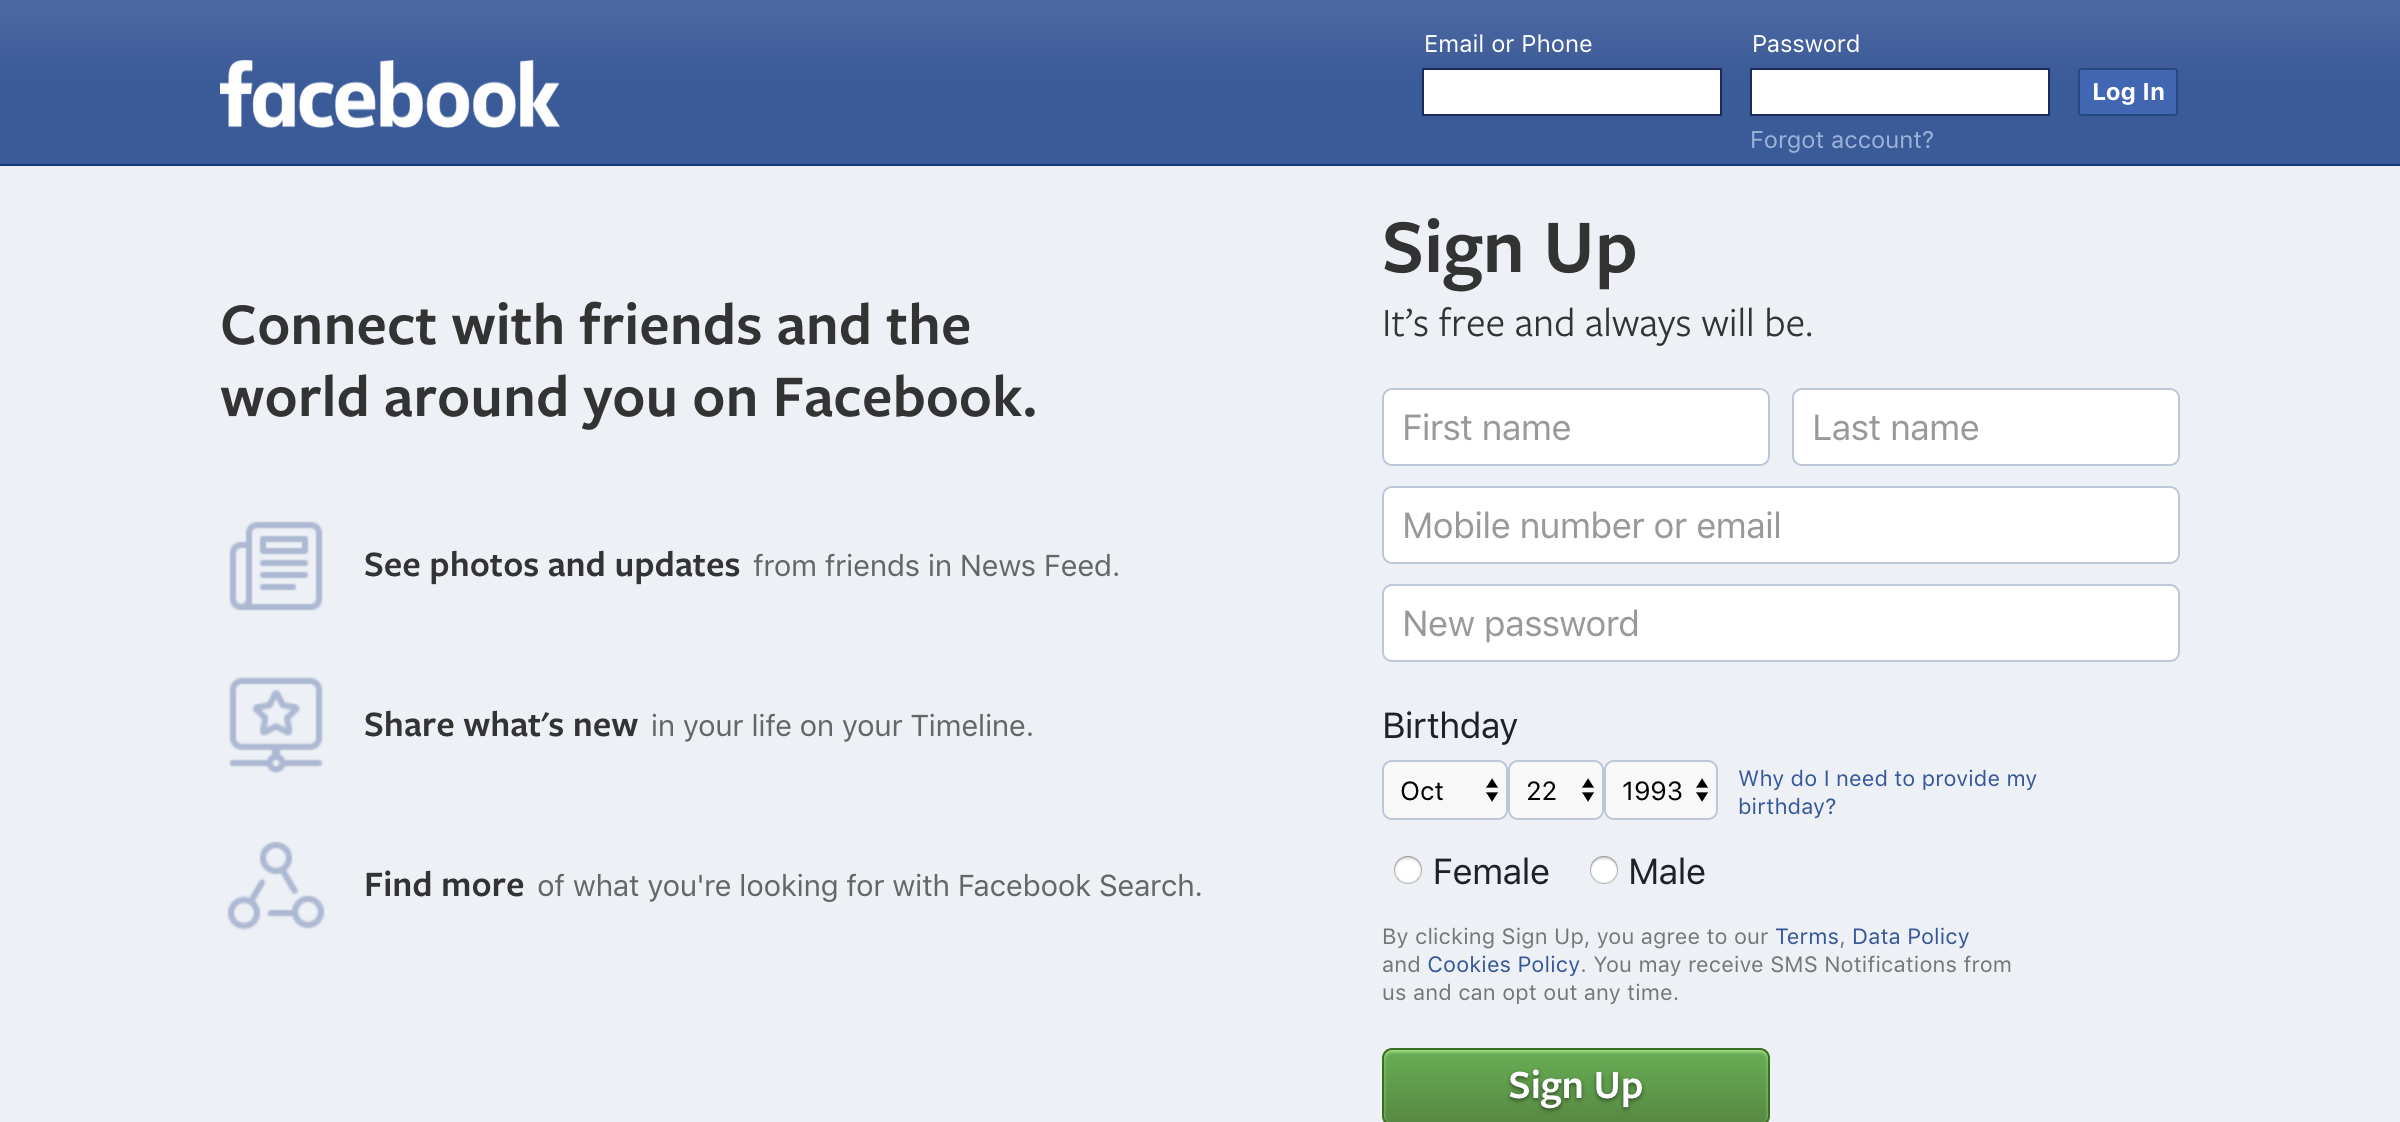 facebook
Email or Phone
Password
Log In
Forgot account?
Connect with friends and the
world around you on Facebook.
See photos and updates from friends in News Feed.
Share what's new in your life on your Timeline.
Find more of what you're looking for with Facebook Search.
Sign Up
It’s free and always will be.
First name
Last name
Mobile number or email
New password
Birthday
Oct 22 1993
Why do I need to provide my
birthday?
Female Male
By clicking Sign Up, you agree to our Terms, Data Policy
and Cookies Policy. You may receive SMS Notifications from
us and can opt out any time.
Sign Up